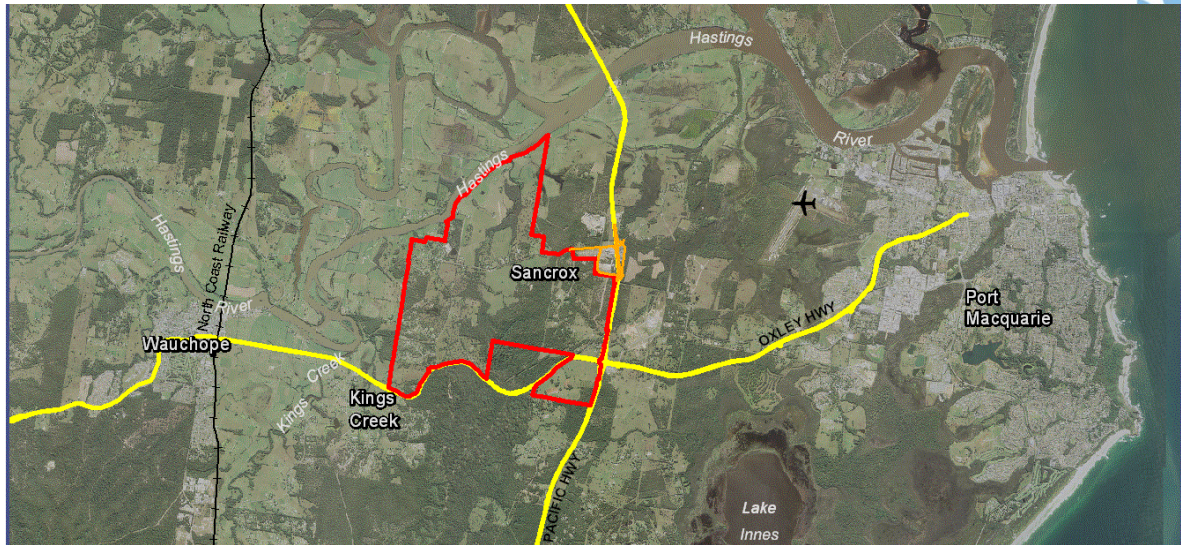 Hastings
River
Hastings
Hastings
North Coast Railway
Sancrox
River
Port
Macquarie
OXLEY HWY
Wauchope
Kings Creek
Kings
Creek
PACIFIC HWY
Lake
Innes